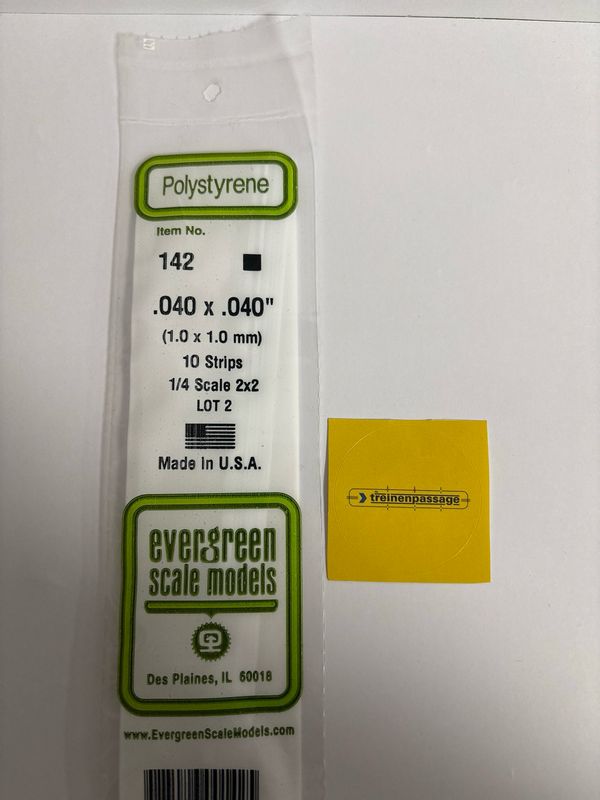 Polystyrene
Item No.
142
.040 x .040"
(1.0 x 1.0 mm)
10 Strips
1/4 Scale 2x2
LOT 2
Made in U.S.A.
evergreen
scale models
Des Plaines, IL 60018
www.EvergreenScaleModels.com
treinenpassage